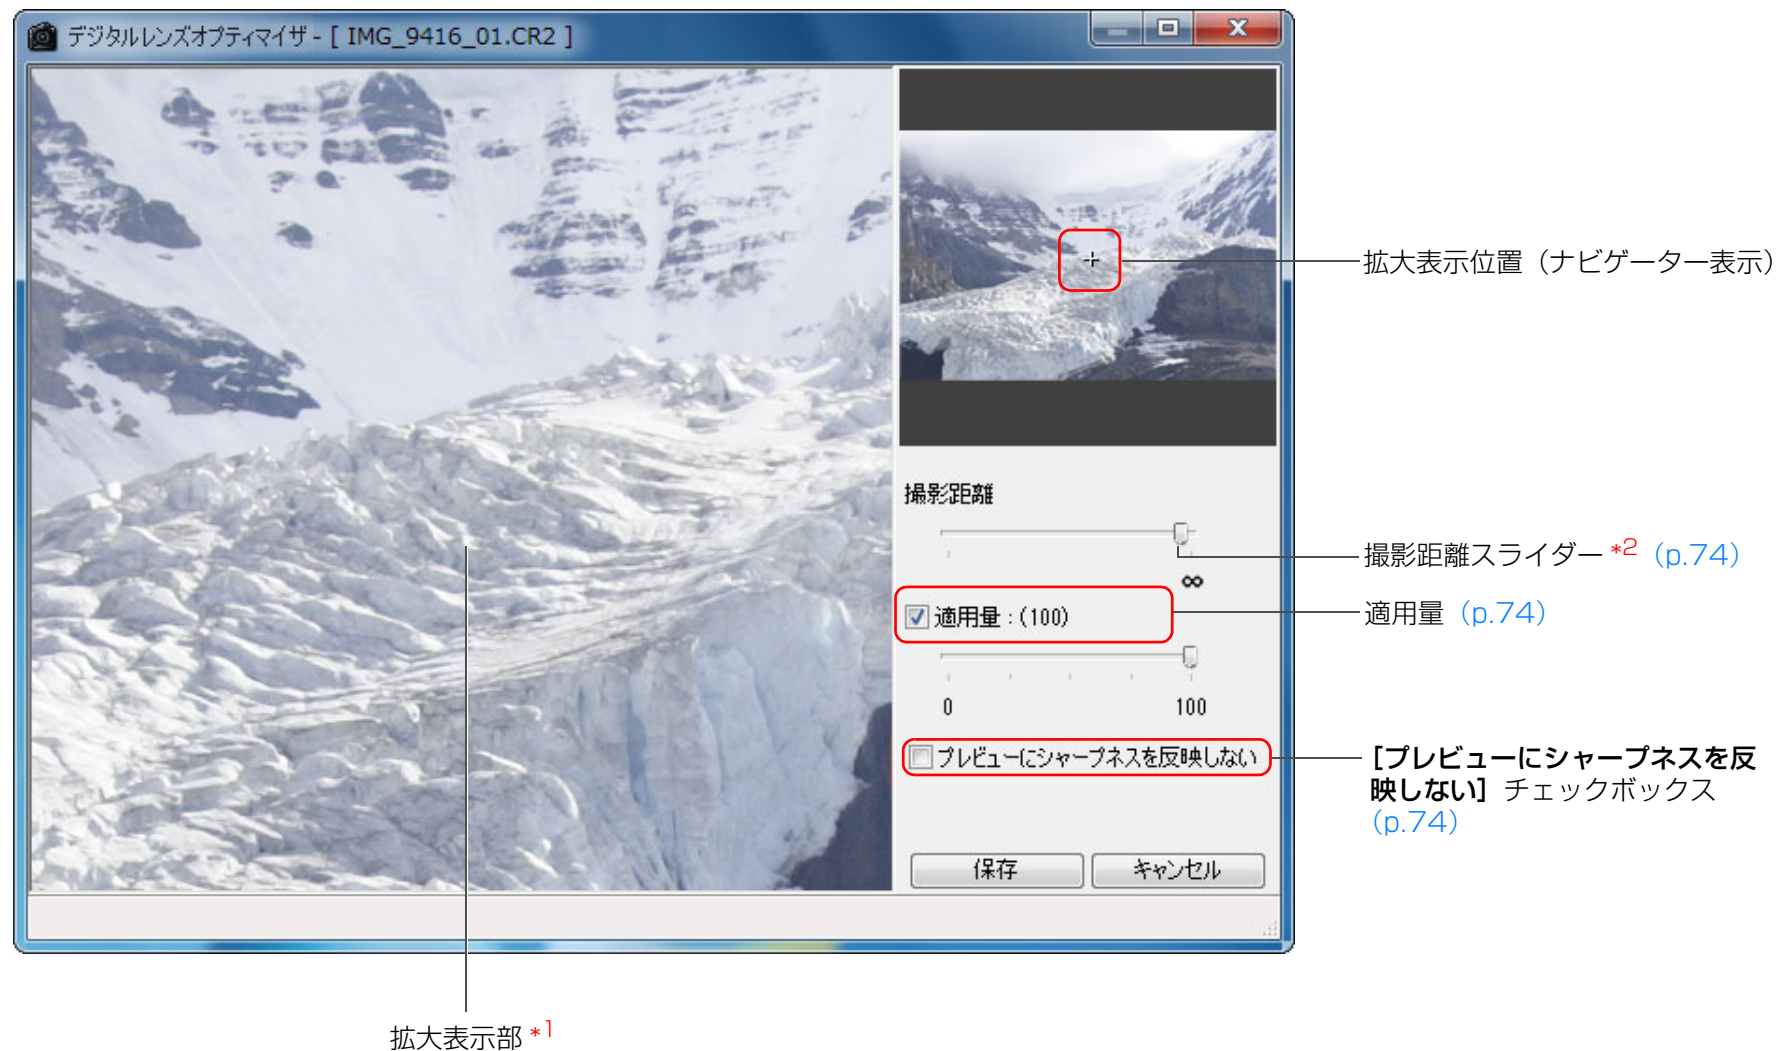 デジタルレンズオプティマイザ - [ IMG_9416_01.CR2 ]
拡大表示位置（ナビゲーター表示）
撮影距離
撮影距離スライダー *2（p.74）
∞
適用量 : (100)
適用量（p.74）
0 100
プレビューにシャープネスを反映しない
［プレビューにシャープネスを反
映しない］チェックボックス
（p.74）
保存 キャンセル
拡大表示部 *1